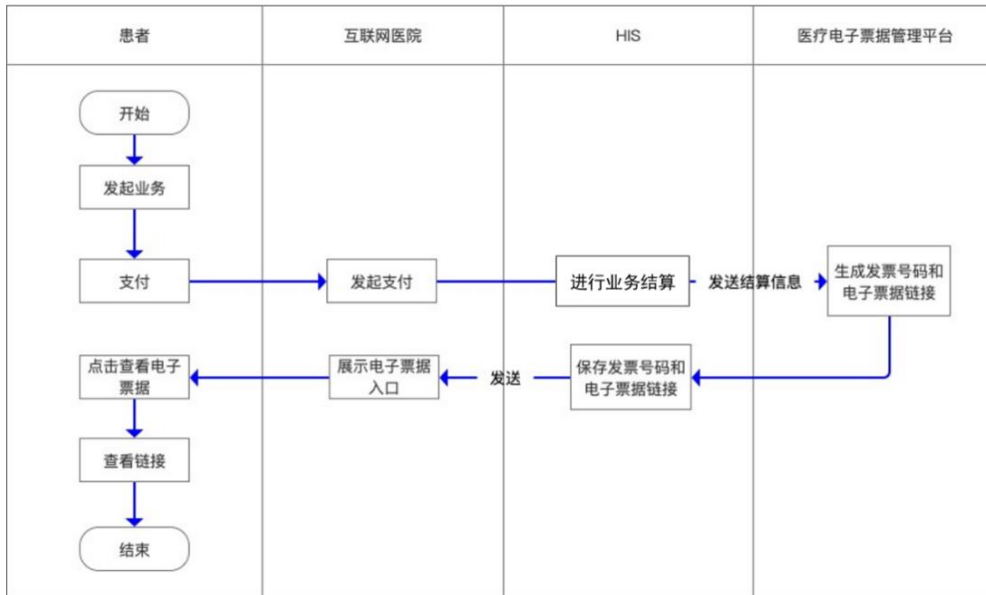 患者
互联网医院
HIS
医疗电子票据管理平台
开始
发起业务
支付
发起支付
进行业务结算
发送结算信息
生成发票号码和
电子票据链接
点击查看电子
票据
展示电子票据
入口
发送
保存发票号码和
电子票据链接
查看链接
结束